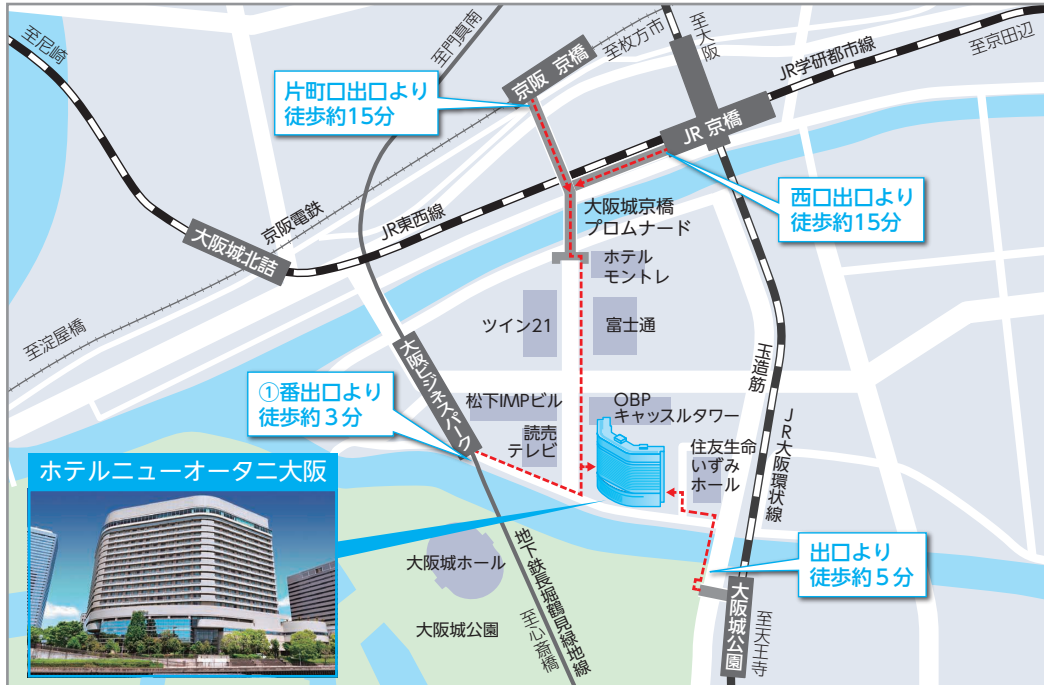 至尼崎
至門真南
至枚方市
至大阪
JR学研都市線
至京田辺
片町口出口より
徒歩約15分
京阪 京橋
JR 京橋
西口出口より
徒歩約15分
京阪電鉄
JR東西線
大阪城北詰
大阪城京橋
プロムナード
ホテル
モントレ
至淀屋橋
ツイン21
富士通
大阪ビジネスパーク
玉造筋
JR大阪環状線
①番出口より
徒歩約3分
松下IMPビル
OBP
キャッスルタワー
読売
テレビ
住友生命
いずみ
ホール
ホテルニューオータニ大阪
大阪城ホール
地下鉄長堀鶴見緑地線
出口より
徒歩約5分
大阪城公園
至心斎橋
大阪城公園
至天王寺